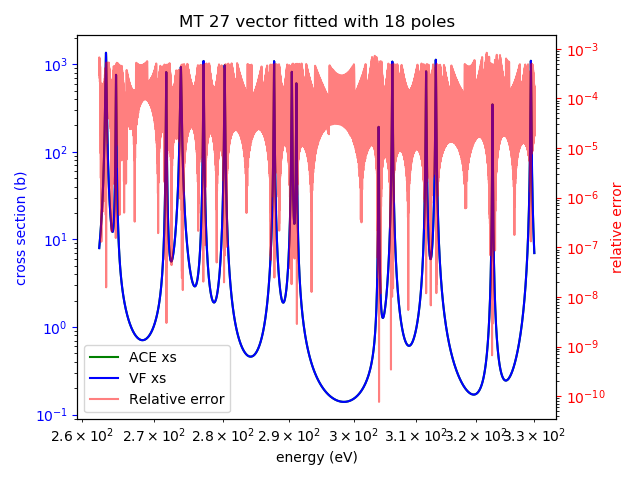 MT 27 vector fitted with 18 poles
10³
10²
10¹
10⁰
10⁻¹
cross section (b)
10⁻³
10⁻⁴
10⁻⁵
10⁻⁶
10⁻⁷
10⁻⁸
10⁻⁹
10⁻¹⁰
relative error
ACE xs
VF xs
Relative error
2.6 × 10² 2.7 × 10² 2.8 × 10² 2.9 × 10² 3 × 10² 3.1 × 10² 3.2 × 10² 3.3 × 10²
energy (eV)